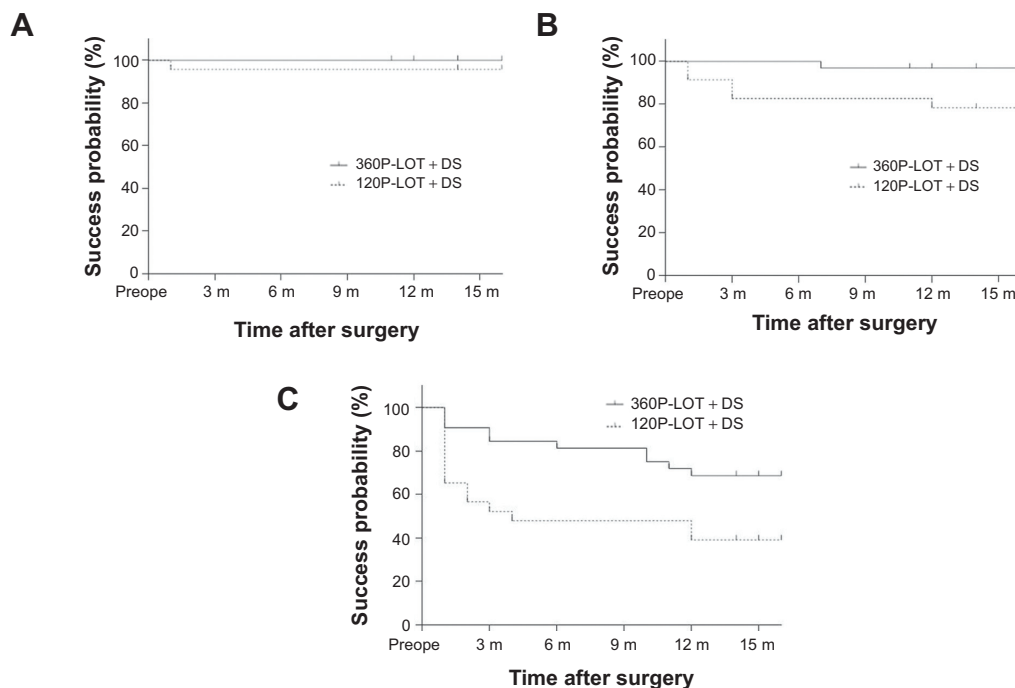 A
Success probability (%)
100
80
60
40
20
0
360P-LOT + DS
120P-LOT + DS
Preope 3 m 6 m 9 m 12 m 15 m
Time after surgery
B
Success probability (%)
100
80
60
40
20
0
360P-LOT + DS
120P-LOT + DS
Preope 3 m 6 m 9 m 12 m 15 m
Time after surgery
C
Success probability (%)
100
80
60
40
20
0
360P-LOT + DS
120P-LOT + DS
Preope 3 m 6 m 9 m 12 m 15 m
Time after surgery